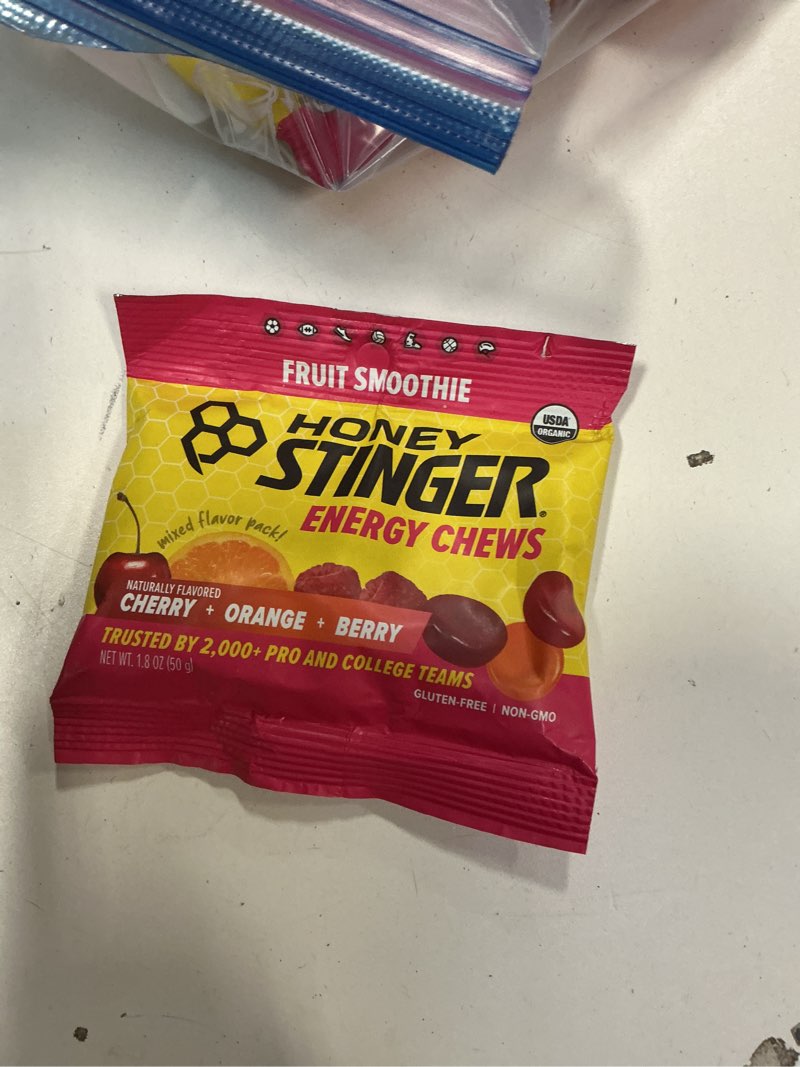 FRUIT SMOOTHIE
USDA
ORGANIC
HONEY
STINGER®
ENERGY CHEWS
mixed flavor pack!
NATURALLY FLAVORED
CHERRY + ORANGE + BERRY
TRUSTED BY 2,000+ PRO AND COLLEGE TEAMS
NET WT. 1.8 OZ (50 g)
GLUTEN-FREE | NON-GMO